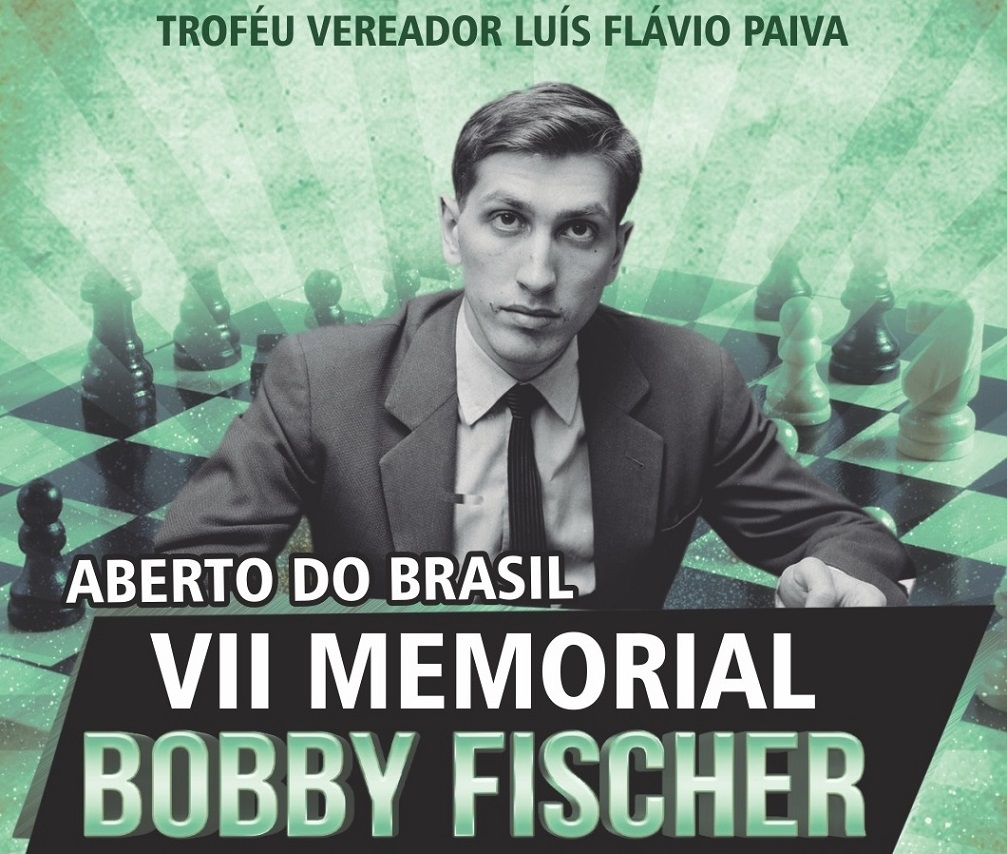 TROFÉU VEREADOR LUÍS FLÁVIO PAIVA
ABERTO DO BRASIL
VII MEMORIAL
BOBBY FISCHER